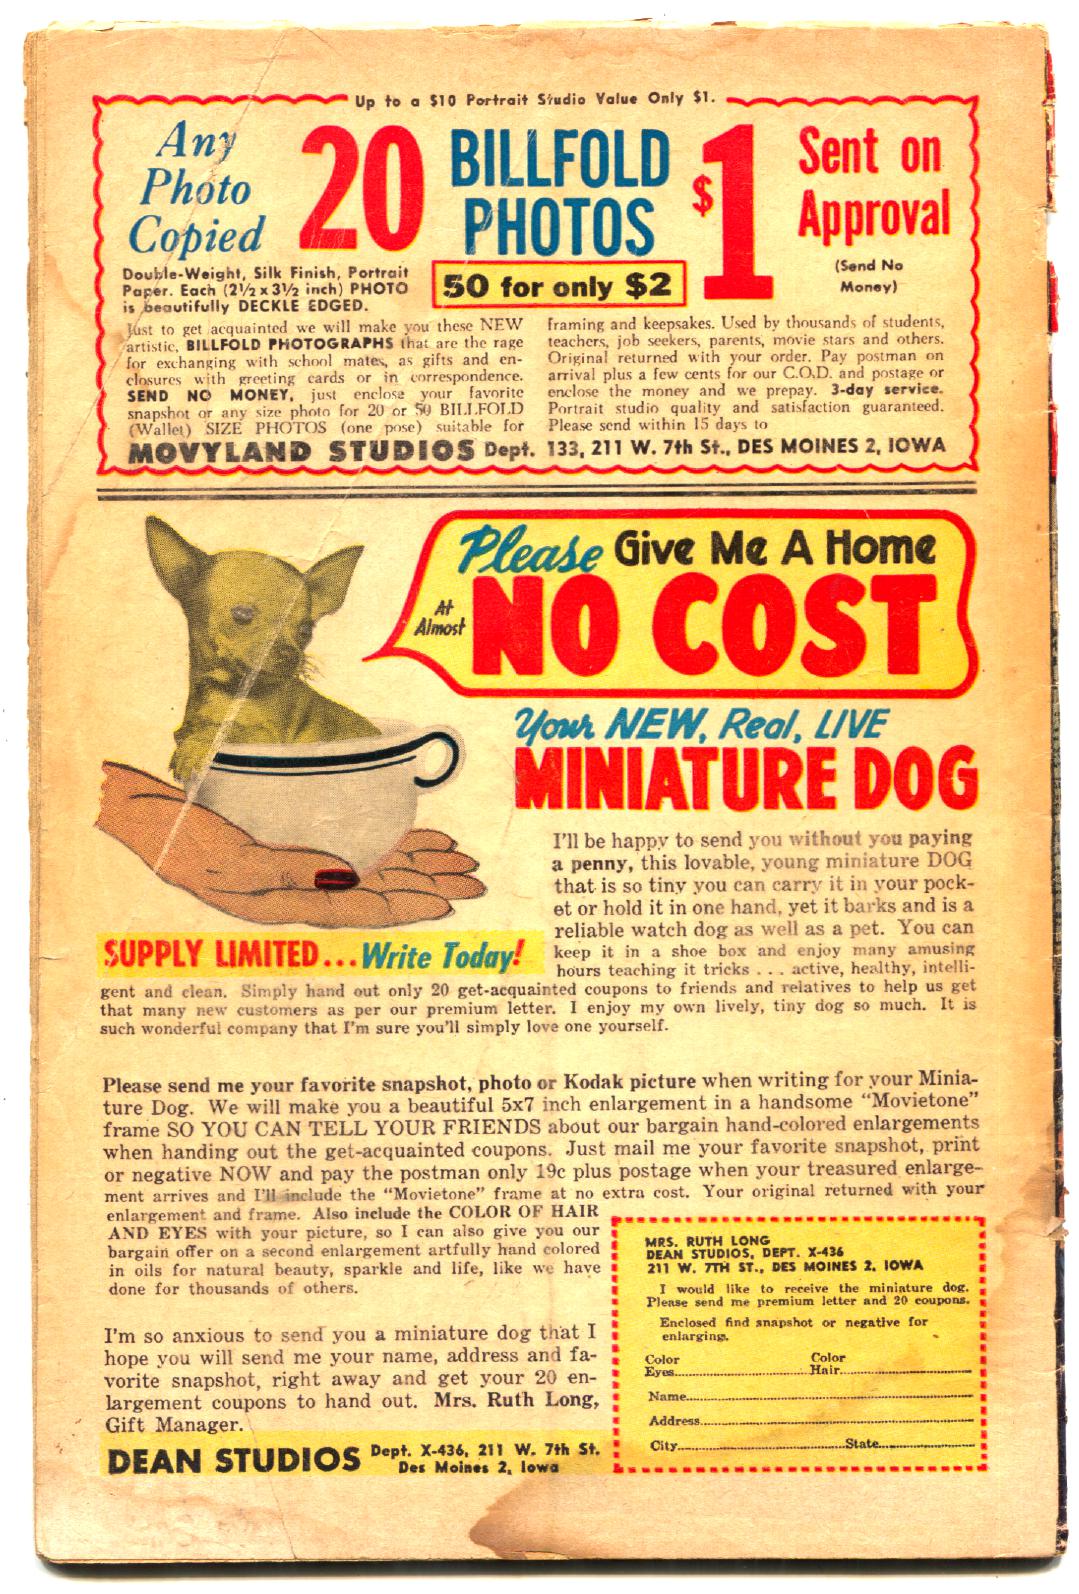 Up to a $10 Portrait Studio Value Only $1.
Any
Photo
Copied
20
BILLFOLD
PHOTOS
50 for only $2
$1
Sent on
Approval
(Send No
Money)
Double-Weight, Silk Finish, Portrait
Paper. Each (2½ x 3½ inch) PHOTO
is beautifully DECKLE EDGED.
Just to get acquainted we will make you these NEW
artistic, BILLFOLD PHOTOGRAPHS that are the rage
for exchanging with school mates, as gifts and en-
closures with greeting cards or in correspondence.
SEND NO MONEY, just enclose your favorite
snapshot or any size photo for 20 or 50 BILLFOLD
(Wallet) SIZE PHOTOS (one pose) suitable for
framing and keepsakes. Used by thousands of students,
teachers, job seekers, parents, movie stars and others.
Original returned with your order. Pay postman on
arrival plus a few cents for our C.O.D. and postage or
enclose the money and we prepay. 3-day service.
Portrait studio quality and satisfaction guaranteed.
Please send within 15 days to
MOVYLAND STUDIOS Dept. 133, 211 W. 7th St., DES MOINES 2, IOWA
Please Give Me A Home
At
Almost
NO COST
Your NEW, Real, LIVE
MINIATURE DOG
SUPPLY LIMITED...Write Today!
I'll be happy to send you without you paying
a penny, this lovable, young miniature DOG
that is so tiny you can carry it in your pock-
et or hold it in one hand, yet it barks and is a
reliable watch dog as well as a pet. You can
keep it in a shoe box and enjoy many amusing
hours teaching it tricks . . . active, healthy, intelli-
gent and clean. Simply hand out only 20 get-acquainted coupons to friends and relatives to help us get
that many new customers as per our premium letter. I enjoy my own lively, tiny dog so much. It is
such wonderful company that I'm sure you'll simply love one yourself.
Please send me your favorite snapshot, photo or Kodak picture when writing for your Minia-
ture Dog. We will make you a beautiful 5x7 inch enlargement in a handsome "Movietone"
frame SO YOU CAN TELL YOUR FRIENDS about our bargain hand-colored enlargements
when handing out the get-acquainted coupons. Just mail me your favorite snapshot, print
or negative NOW and pay the postman only 19c plus postage when your treasured enlarge-
ment arrives and I'll include the "Movietone" frame at no extra cost. Your original returned with your
enlargement and frame. Also include the COLOR OF HAIR
AND EYES with your picture, so I can also give you our
bargain offer on a second enlargement artfully hand colored
in oils for natural beauty, sparkle and life, like we have
done for thousands of others.
I'm so anxious to send you a miniature dog that I
hope you will send me your name, address and fa-
vorite snapshot, right away and get your 20 en-
largement coupons to hand out. Mrs. Ruth Long,
Gift Manager.
DEAN STUDIOS Dept. X-436, 211 W. 7th St.
Des Moines 2, Iowa
MRS. RUTH LONG
DEAN STUDIOS, DEPT. X-436
211 W. 7TH ST., DES MOINES 2, IOWA
I would like to receive the miniature dog.
Please send me premium letter and 20 coupons.
Enclosed find snapshot or negative for
enlarging.
Color Color
Eyes Hair
Name
Address
City State